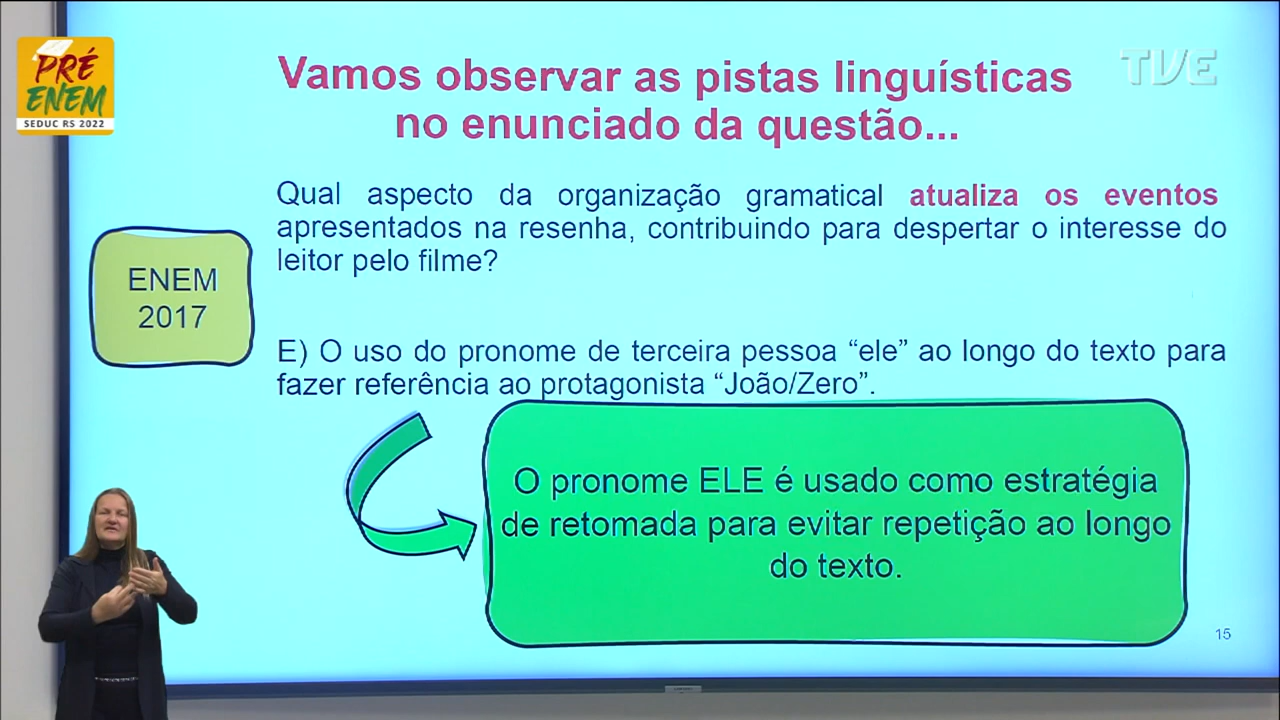 PRÉ
ENEM
SEDUC RS 2022
TVE
Vamos observar as pistas linguísticas
no enunciado da questão...
Qual aspecto da organização gramatical atualiza os eventos
apresentados na resenha, contribuindo para despertar o interesse do
leitor pelo filme?
ENEM
2017
E) O uso do pronome de terceira pessoa “ele” ao longo do texto para
fazer referência ao protagonista “João/Zero”.
O pronome ELE é usado como estratégia
de retomada para evitar repetição ao longo
do texto.
15